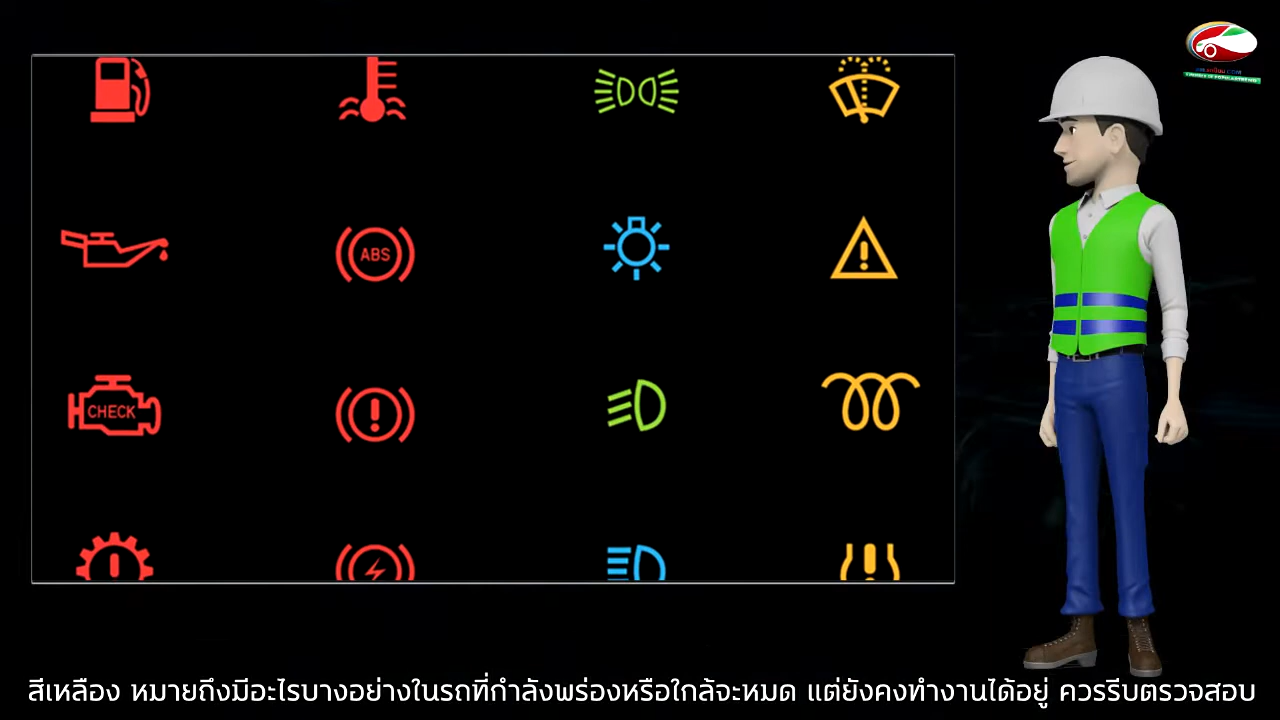 ABS
CHECK
สีเหลือง หมายถึงมีอะไรบางอย่างในรถที่กำลังพร่องหรือใกล้จะหมด แต่ยังคงทำงานได้อยู่ ควรรีบตรวจสอบ